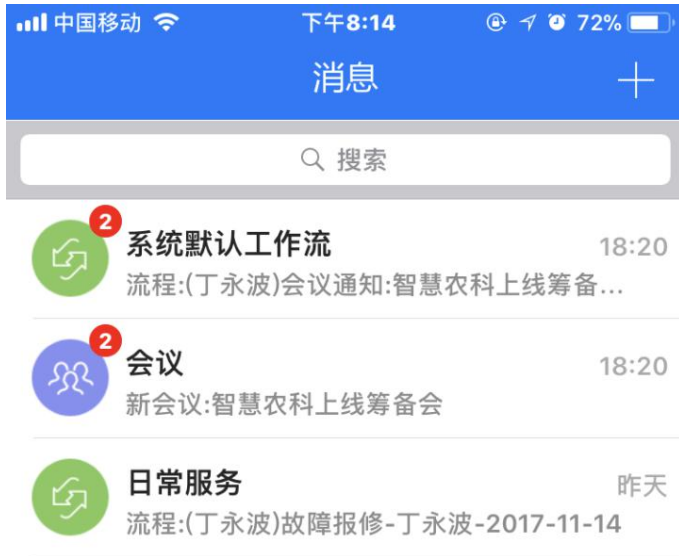 中国移动 下午8:14 72%
消息
搜索
2
系统默认工作流 18:20
流程:(丁永波)会议通知:智慧农科上线筹备...
2
会议 18:20
新会议:智慧农科上线筹备会
日常服务 昨天
流程:(丁永波)故障报修-丁永波-2017-11-14